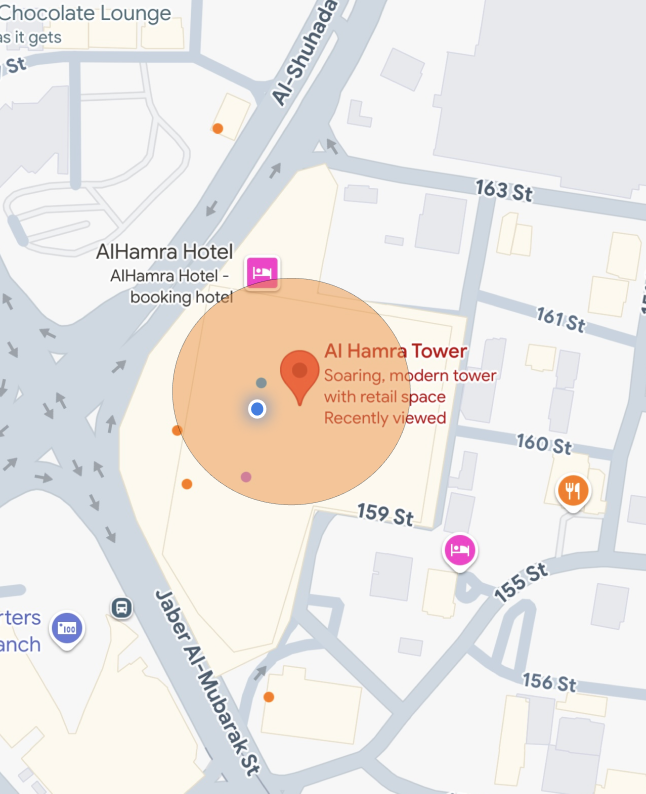 Chocolate Lounge
as it gets
St
Al-Shuhada
163 St
AlHamra Hotel
AlHamra Hotel -
booking hotel
161 St
Al Hamra Tower
Soaring, modern tower
with retail space
Recently viewed
160 St
159 St
155 St
Jaber Al-Mubarak St
rters
anch
156 St